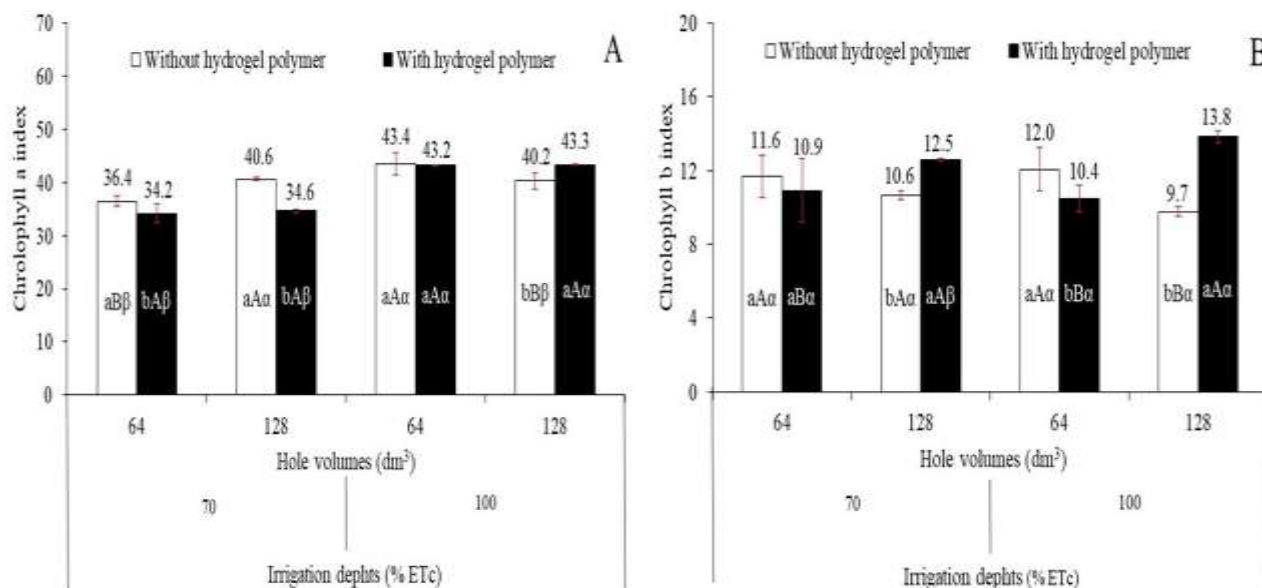 70
60
50
40
30
20
10
0
Chrolophyll a index
Without hydrogel polymer
With hydrogel polymer
A
36.4
34.2
40.6
34.6
43.4
43.2
40.2
43.3
aBβ
bAβ
aAα
bAβ
aAα
aAα
bBβ
aAα
64
128
64
128
Hole volumes (dm³)
70
100
Irrigation dephts (% ETc)
20
16
12
8
4
0
Chrolophyll b index
Without hydrogel polymer
With hydrogel polymer
B
11.6
10.9
10.6
12.5
12.0
10.4
9.7
13.8
aAα
aBα
bAα
aAβ
aAα
bBα
bBα
aAα
64
128
64
128
Hole volumes (dm³)
70
100
Irrigation dephts (% ETc)